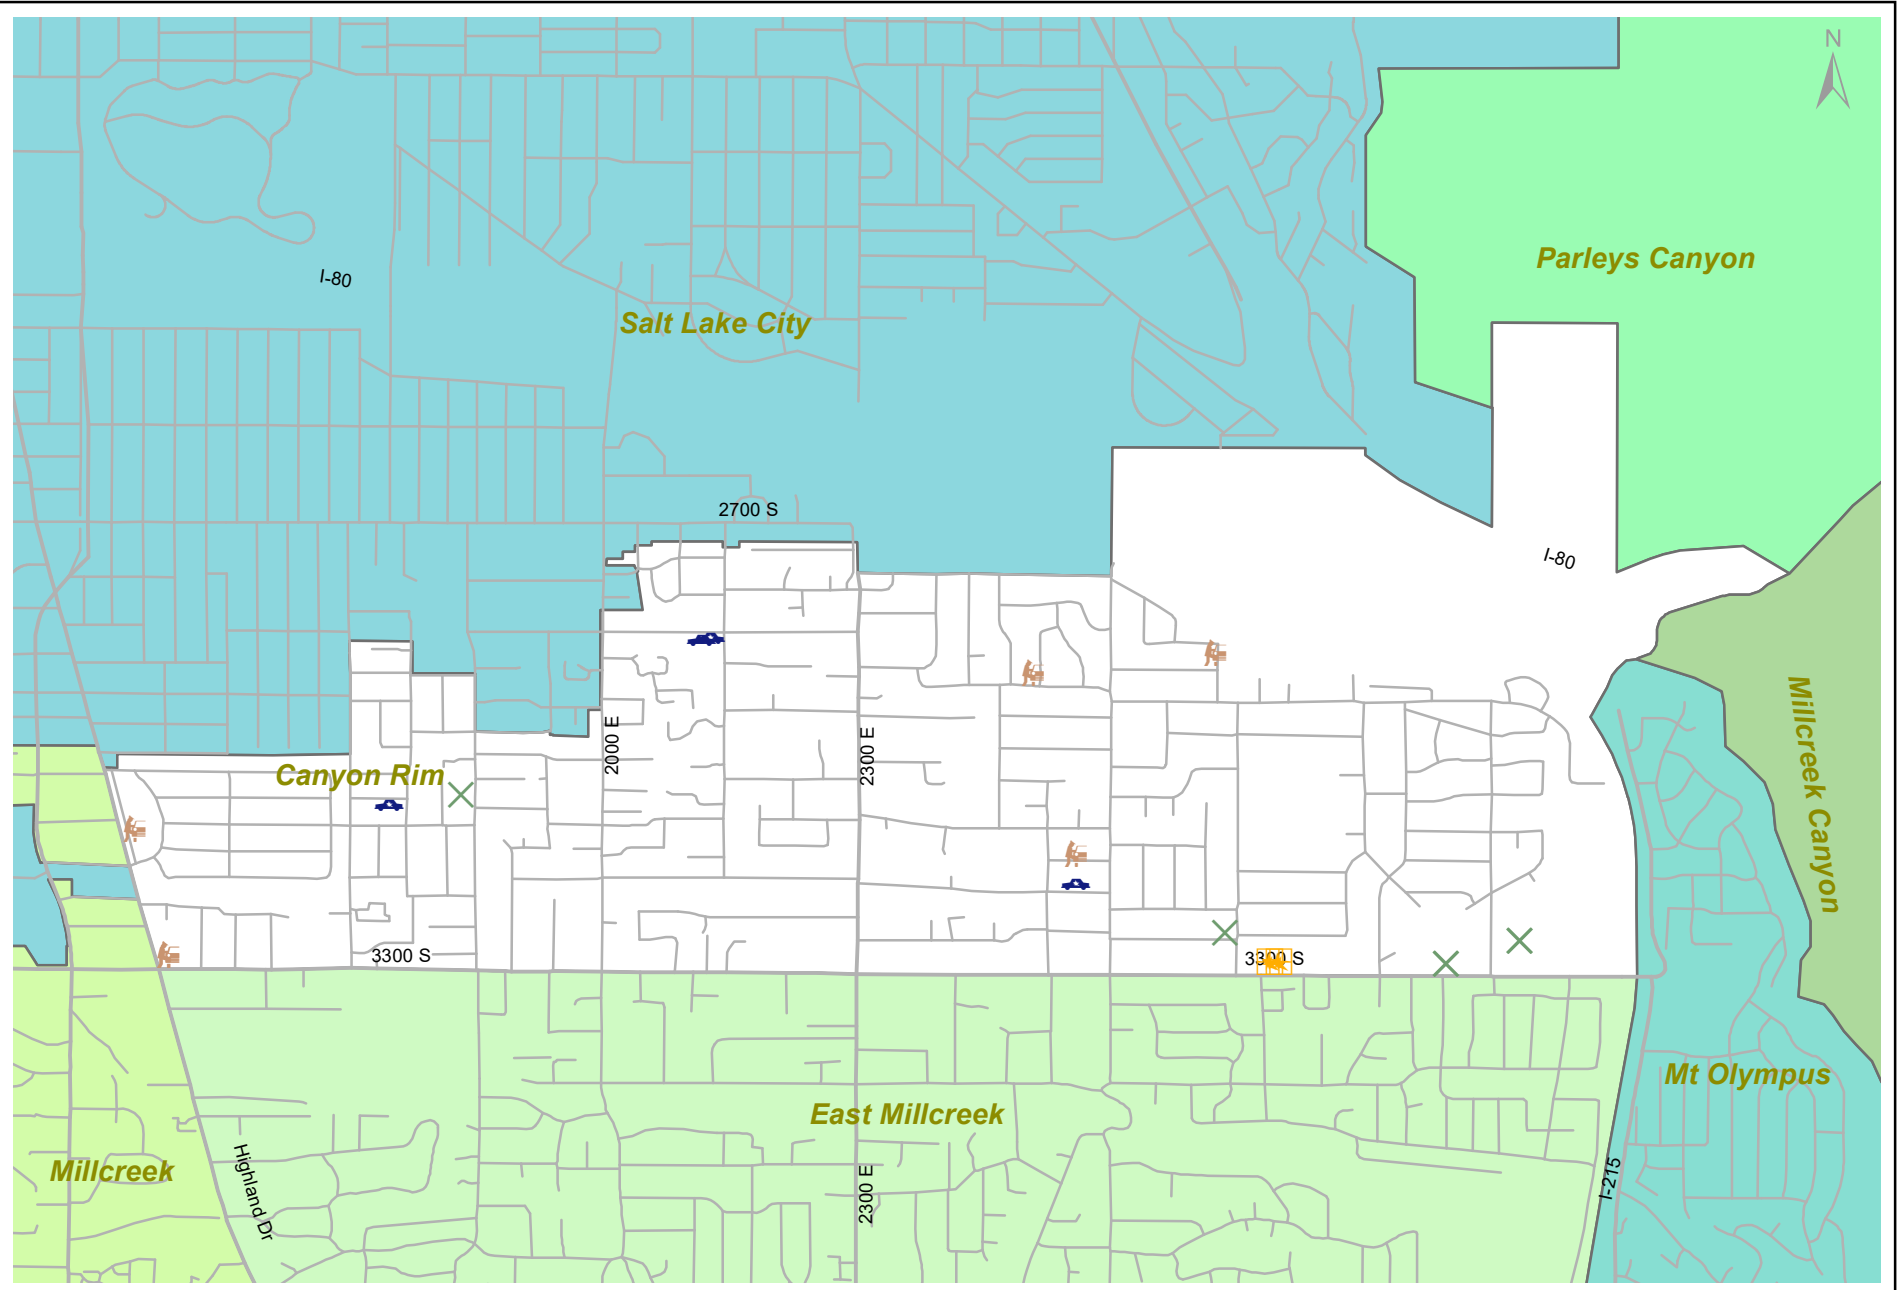 N
Parleys Canyon
I-80
Salt Lake City
2700 S
I-80
2000 E
2300 E
Canyon Rim
Millcreek Canyon
3300 S
3300 S
Mt Olympus
East Millcreek
Millcreek
Highland Dr
2300 E
I-215